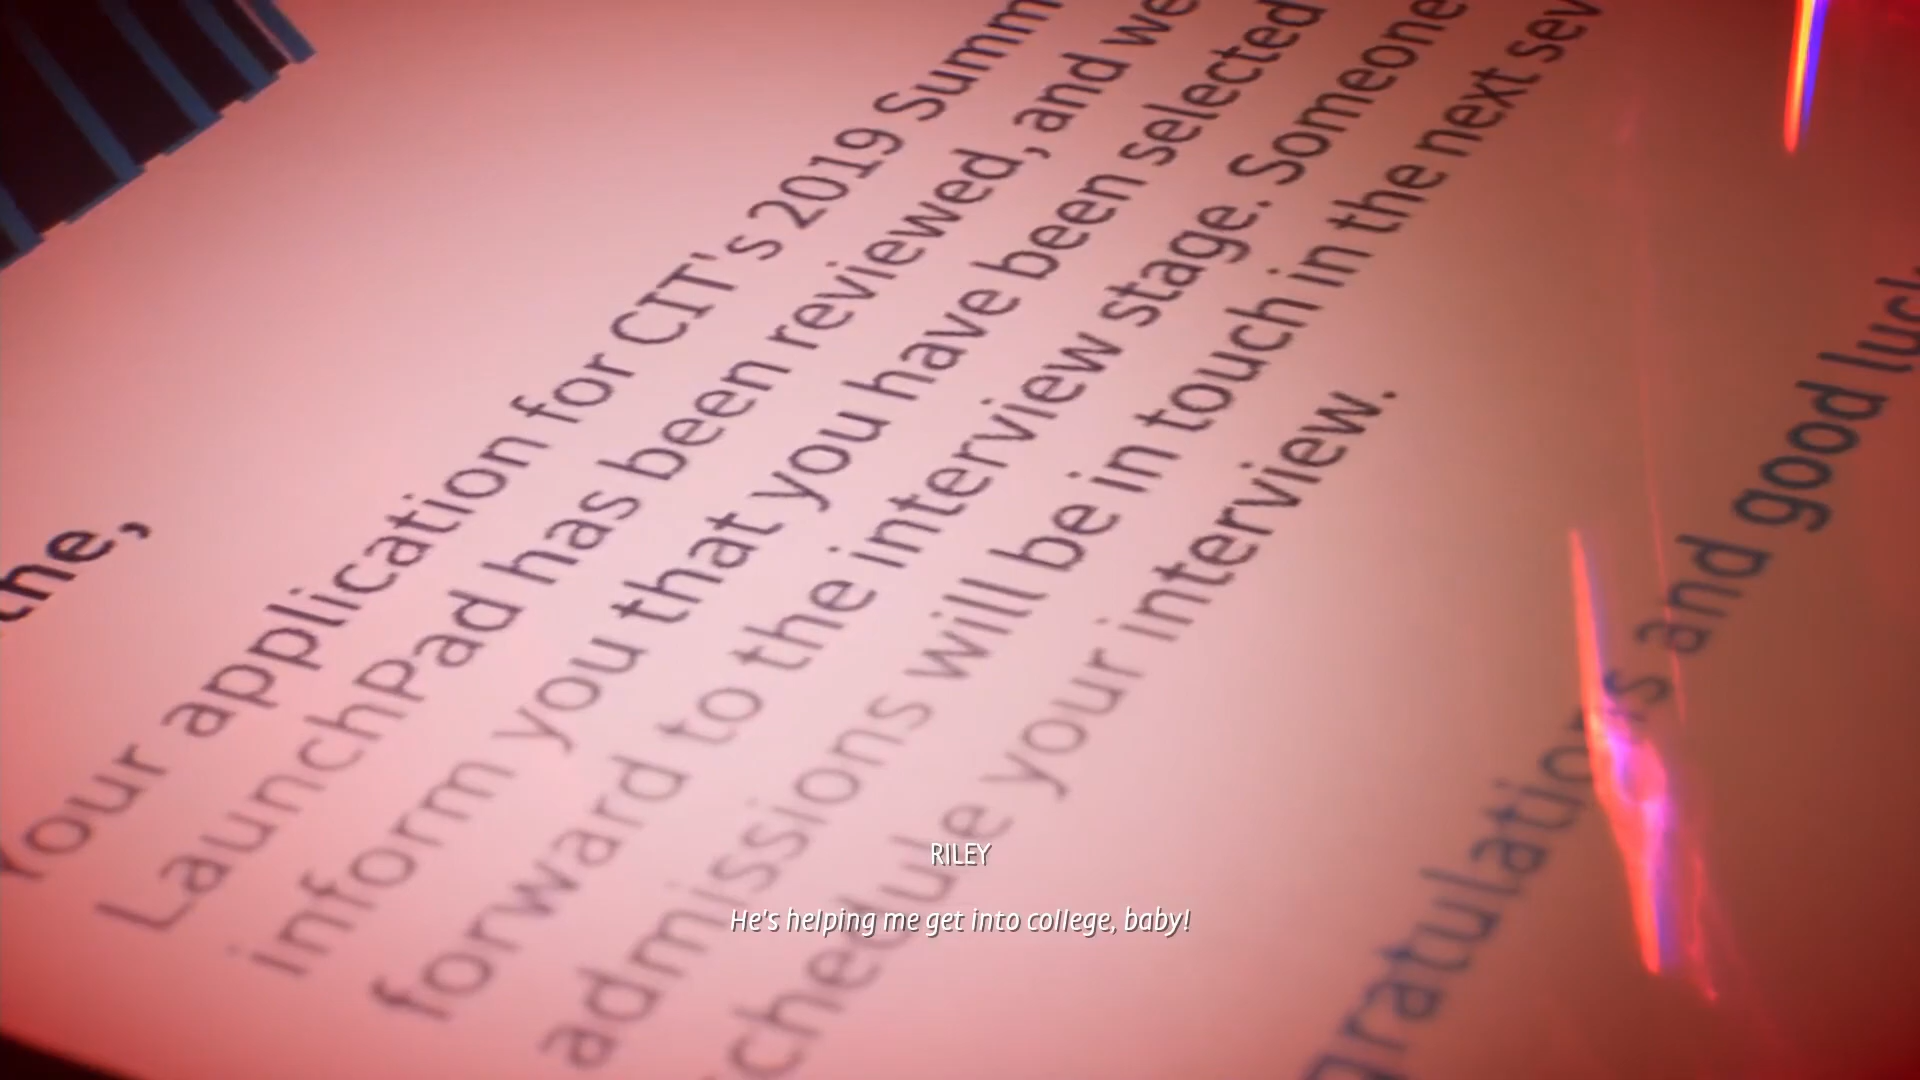 the,
Your application for CIT's 2019 Summ
LaunchPad has been reviewed, and we
inform you that you have been selected
forward to the interview stage. Someone
admissions will be in touch in the next sev
schedule your interview.
gratulations and good luck
RILEY
He's helping me get into college, baby!